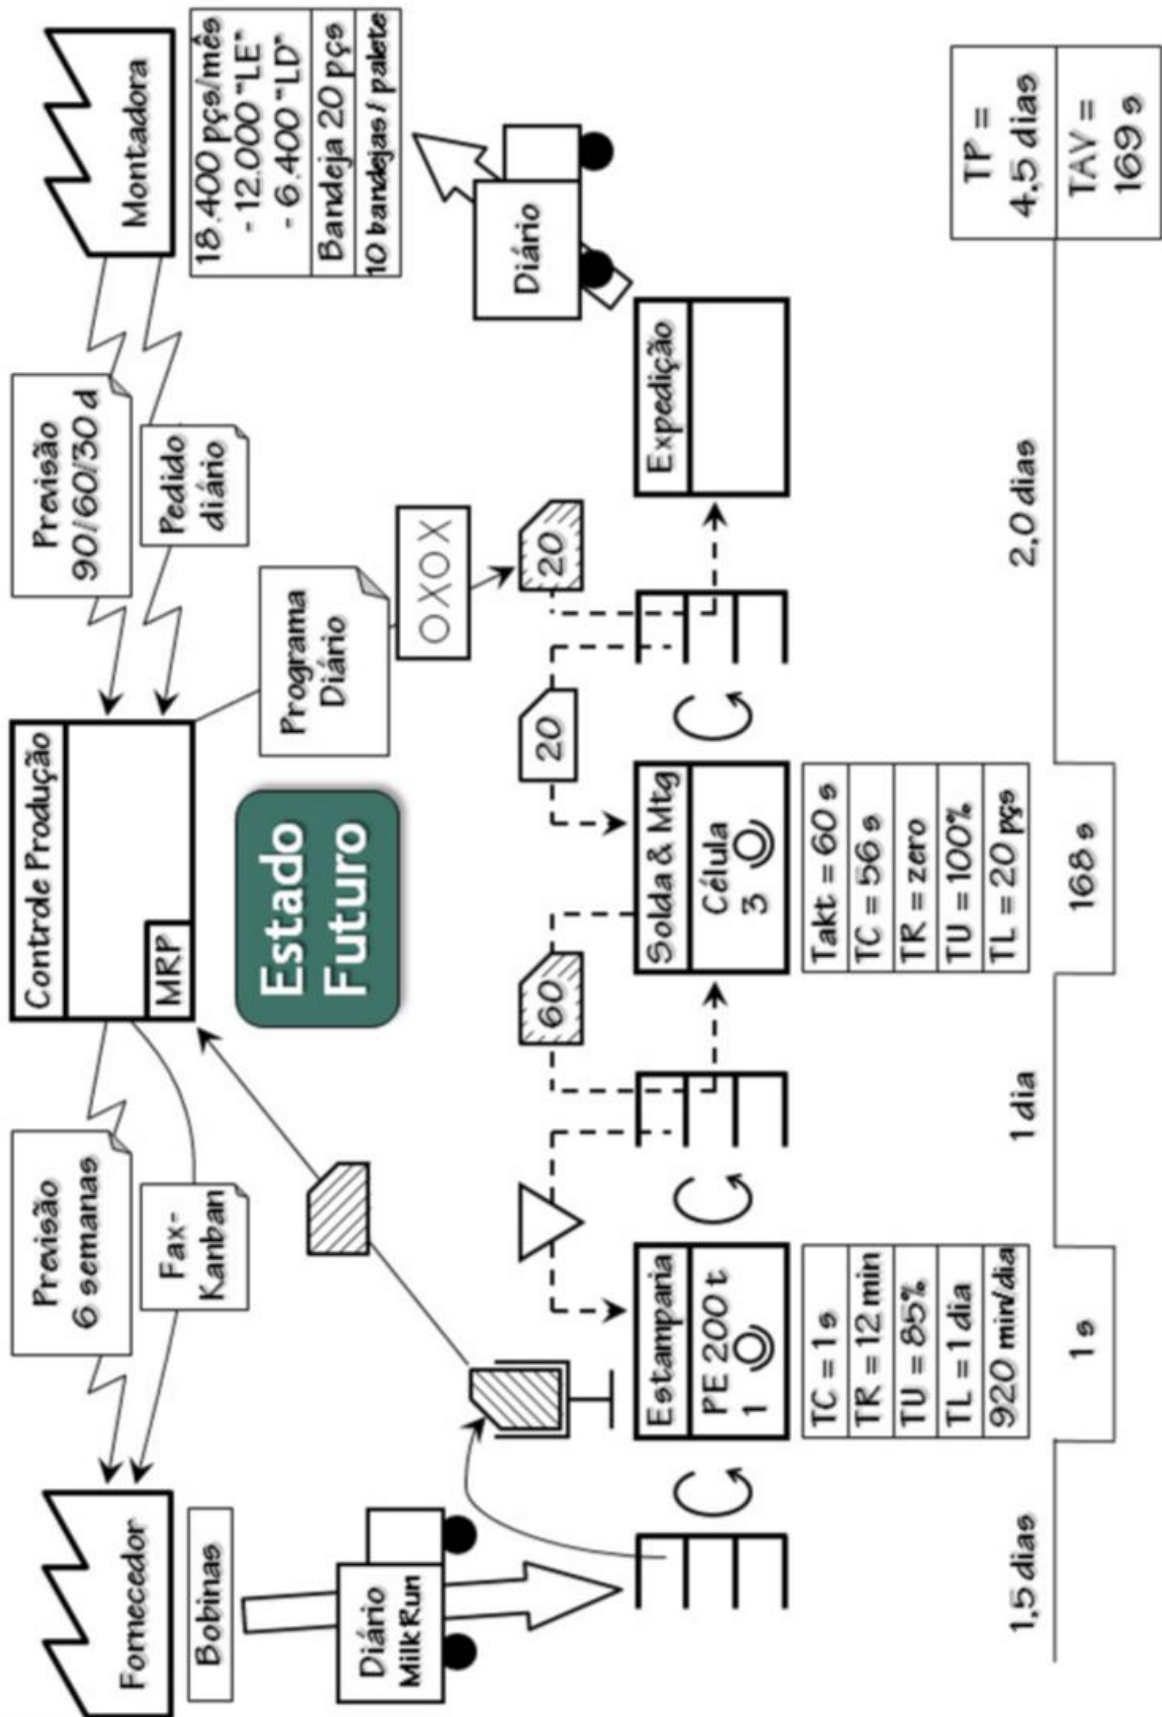 Fornecedor
Bobinas
Diário
Milk Run
Previsão
6 semanas
Fax-
Kanban
Controle Produção
MRP
Previsão
90/60/30 d
Pedido
diário
Montadora
18.400 pçs/mês
- 12.000 "LE"
- 6.400 "LD"
Bandeja 20 pçs
10 bandejas / palete
Diário
Estado
Futuro
Programa
Diário
OXOX
60
20
20
Estamparia
PE 200 t
1
TC = 1 s
TR = 12 min
TU = 85%
TL = 1 dia
920 min/dia
Solda & Mtg
Célula
3
Takt = 60 s
TC = 56 s
TR = zero
TU = 100%
TL = 20 pçs
Expedição
1,5 dias
1 s
1 dia
168 s
2,0 dias
TP =
4,5 dias
TAV =
169 s